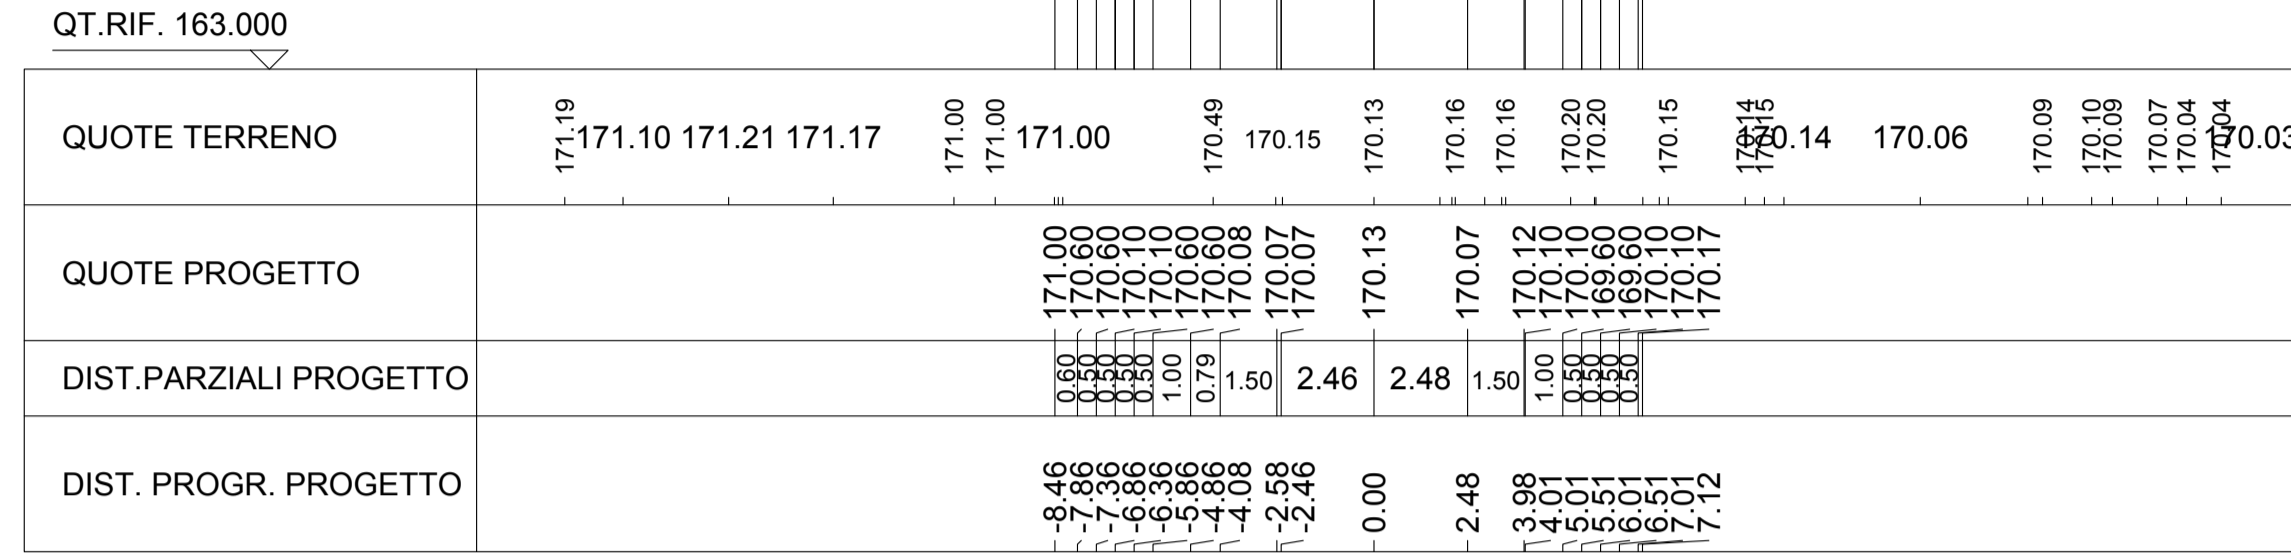 QT.RIF. 163.000
QUOTE TERRENO 171.19 171.10 171.21 171.17 171.00 171.00 171.00 170.49 170.15 170.13 170.16 170.16 170.20 170.20 170.15 170.14 170.15 170.14 170.06 170.09 170.10 170.09 170.07 170.04 170.04 170.03
QUOTE PROGETTO 171.00 170.60 170.60 170.10 170.10 170.60 170.60 170.08 170.07 170.07 170.13 170.07 170.12 170.10 170.10 169.60 169.60 170.10 170.10 170.17
DIST.PARZIALI PROGETTO 0.60 0.50 0.50 0.50 0.50 1.00 0.79 1.50 2.46 2.48 1.50 1.00 0.50 0.50 0.50 0.50
DIST. PROGR. PROGETTO -8.46 -7.86 -7.36 -6.86 -6.36 -5.86 -4.86 -4.08 -2.58 -2.46 0.00 2.48 3.98 4.01 5.01 5.51 6.01 6.51 7.01 7.12